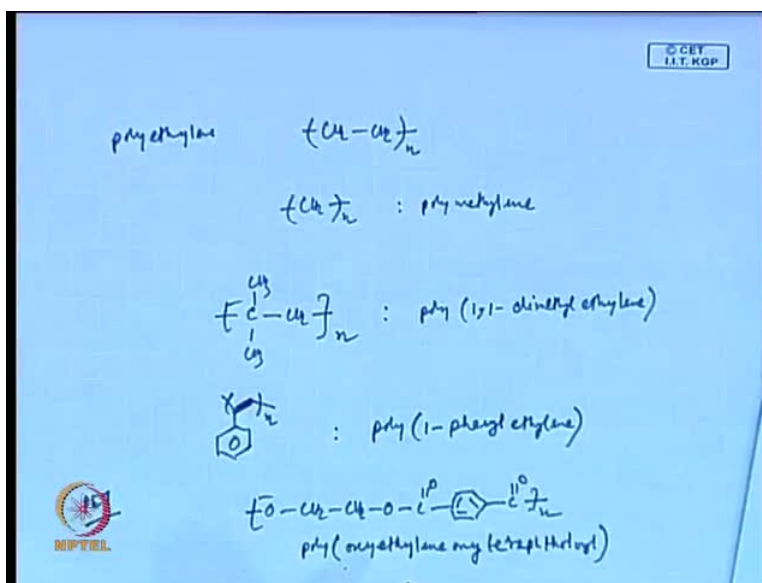 © CET
I.I.T. KGP
polyethylene -(CH2-CH2)-n
-(CH2)-n : polymethylene
CH3
-[C-CH2]-n : poly (1,1-dimethyl ethylene)
CH3
n : poly (1-phenyl ethylene)
O O
-[O-CH2-CH2-O-C- -C]-n
NPTEL
poly (oxyethylene oxy terephthaloyl)